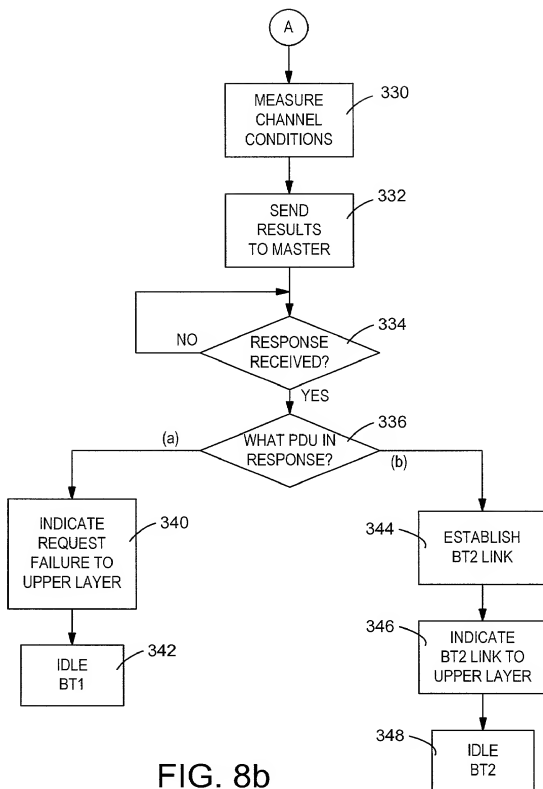 A
MEASURE
CHANNEL
CONDITIONS
330
SEND
RESULTS
TO MASTER
332
NO
RESPONSE
RECEIVED?
334
YES
(a)
WHAT PDU IN
RESPONSE?
336
(b)
INDICATE
REQUEST
FAILURE TO
UPPER LAYER
340
344
ESTABLISH
BT2 LINK
IDLE
BT1
342
346
INDICATE
BT2 LINK TO
UPPER LAYER
348
IDLE
BT2
FIG. 8b